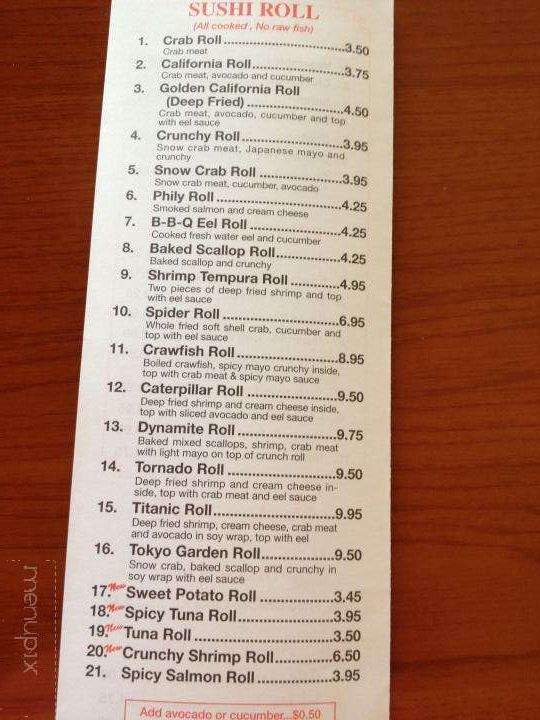 SUSHI ROLL
(All cooked, No raw fish)
1. Crab Roll....3.50
Crab meat
2. California Roll....3.75
Crab meat, avocado and cucumber
3. Golden California Roll
(Deep Fried)....4.50
Crab meat, avocado, cucumber and top
with eel sauce
4. Crunchy Roll....3.95
Snow crab meat, Japanese mayo and
crunchy
5. Snow Crab Roll....3.95
Snow crab meat, cucumber, avocado
6. Phily Roll....4.25
Smoked salmon and cream cheese
7. B-B-Q Eel Roll....4.25
Cooked fresh water eel and cucumber
8. Baked Scallop Roll....4.25
Baked scallop and crunchy
9. Shrimp Tempura Roll....4.95
Two pieces of deep fried shrimp and top
with eel sauce
10. Spider Roll....6.95
Whole fried soft shell crab, cucumber and
top with eel sauce
11. Crawfish Roll....8.95
Boiled crawfish, spicy mayo crunchy inside,
top with crab meat & spicy mayo sauce
12. Caterpillar Roll....9.50
Deep fried shrimp and cream cheese inside,
top with sliced avocado and eel sauce
13. Dynamite Roll....9.75
Baked mixed scallops, shrimp, crab meat
with light mayo on top of crunch roll
14. Tornado Roll....9.50
Deep fried shrimp and cream cheese in-
side, top with crab meat and eel sauce
15. Titanic Roll....9.95
Deep fried shrimp, cream cheese, crab meat
and avocado in soy wrap, top with eel
16. Tokyo Garden Roll....9.50
Snow crab, baked scallop and crunchy in
soy wrap with eel sauce
17. New Sweet Potato Roll....3.45
18. New Spicy Tuna Roll....3.95
19. New Tuna Roll....3.50
20. New Crunchy Shrimp Roll....6.50
21. Spicy Salmon Roll....3.95
Add avocado or cucumber...$0.50
menupix